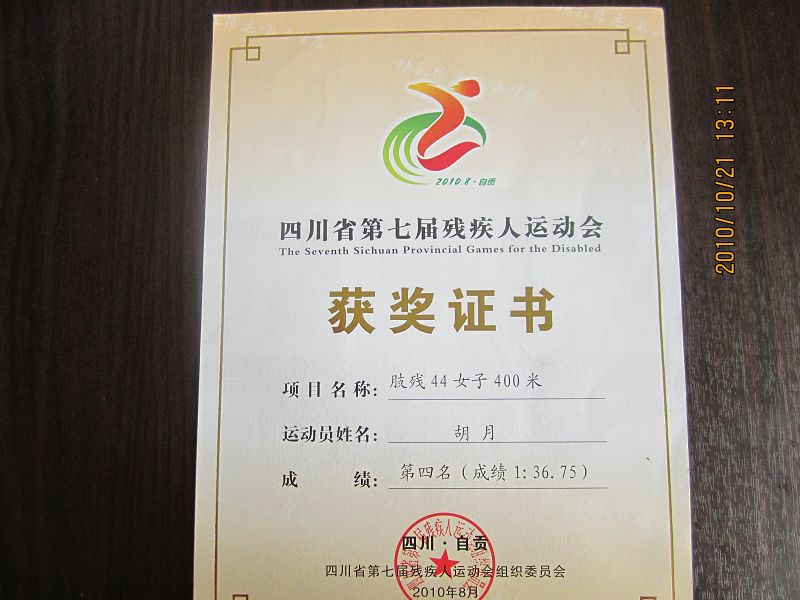 2010.8·自贡
四川省第七届残疾人运动会
The Seventh Sichuan Provincial Games for the Disabled
获奖证书
项目名称: 肢残44女子400米
运动员姓名: 胡月
成绩: 第四名(成绩1:36.75)
四川·自贡
四川省第七届残疾人运动会组织委员会
2010年8月
2010/10/21 13:11